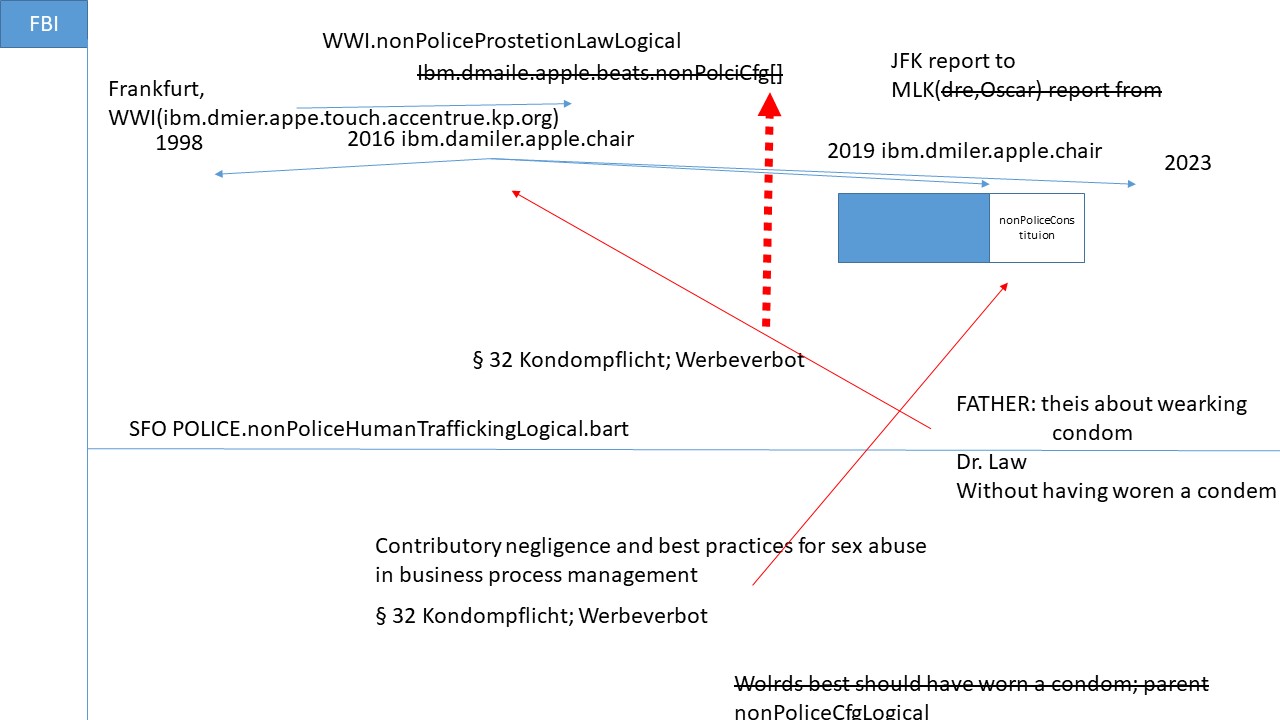 FBI
WWI.nonPoliceProstetionLawLogical
Ibm.dmaile.apple.beats.nonPolciCfg[]
JFK report to
MLK(dre,Oscar) report from
Frankfurt,
WWI(ibm.dmier.appe.touch.accentrue.kp.org)
1998
2016 ibm.damiler.apple.chair
2019 ibm.dmiler.apple.chair
2023
nonPoliceCons
tituion
§ 32 Kondompflicht; Werbeverbot
FATHER: theis about wearking
condom
SFO POLICE.nonPoliceHumanTraffickingLogical.bart
Dr. Law
Without having woren a condem
Contributory negligence and best practices for sex abuse
in business process management
§ 32 Kondompflicht; Werbeverbot
Wolrds best should have worn a condom; parent
nonPoliceCfgLogical